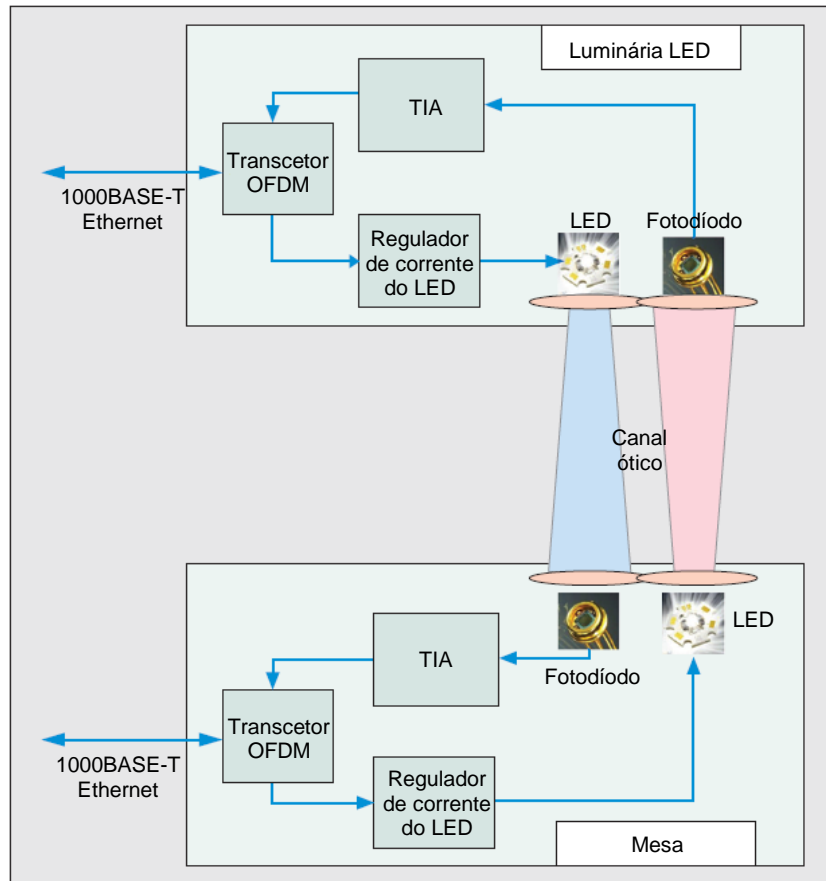 Luminária LED
TIA
Transcetor
OFDM
1000BASE-T
Ethernet
Regulador
de corrente
do LED
LED
Fotodíodo
Canal
ótico
TIA
Fotodíodo
LED
Transcetor
OFDM
1000BASE-T
Ethernet
Regulador
de corrente
do LED
Mesa